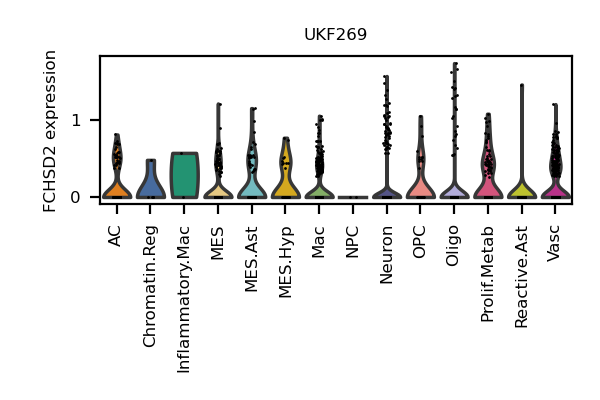 UKF269
FCHSD2 expression
1
0
AC
Chromatin.Reg
Inflammatory.Mac
MES
MES.Ast
MES.Hyp
Mac
NPC
Neuron
OPC
Oligo
Prolif.Metab
Reactive.Ast
Vasc